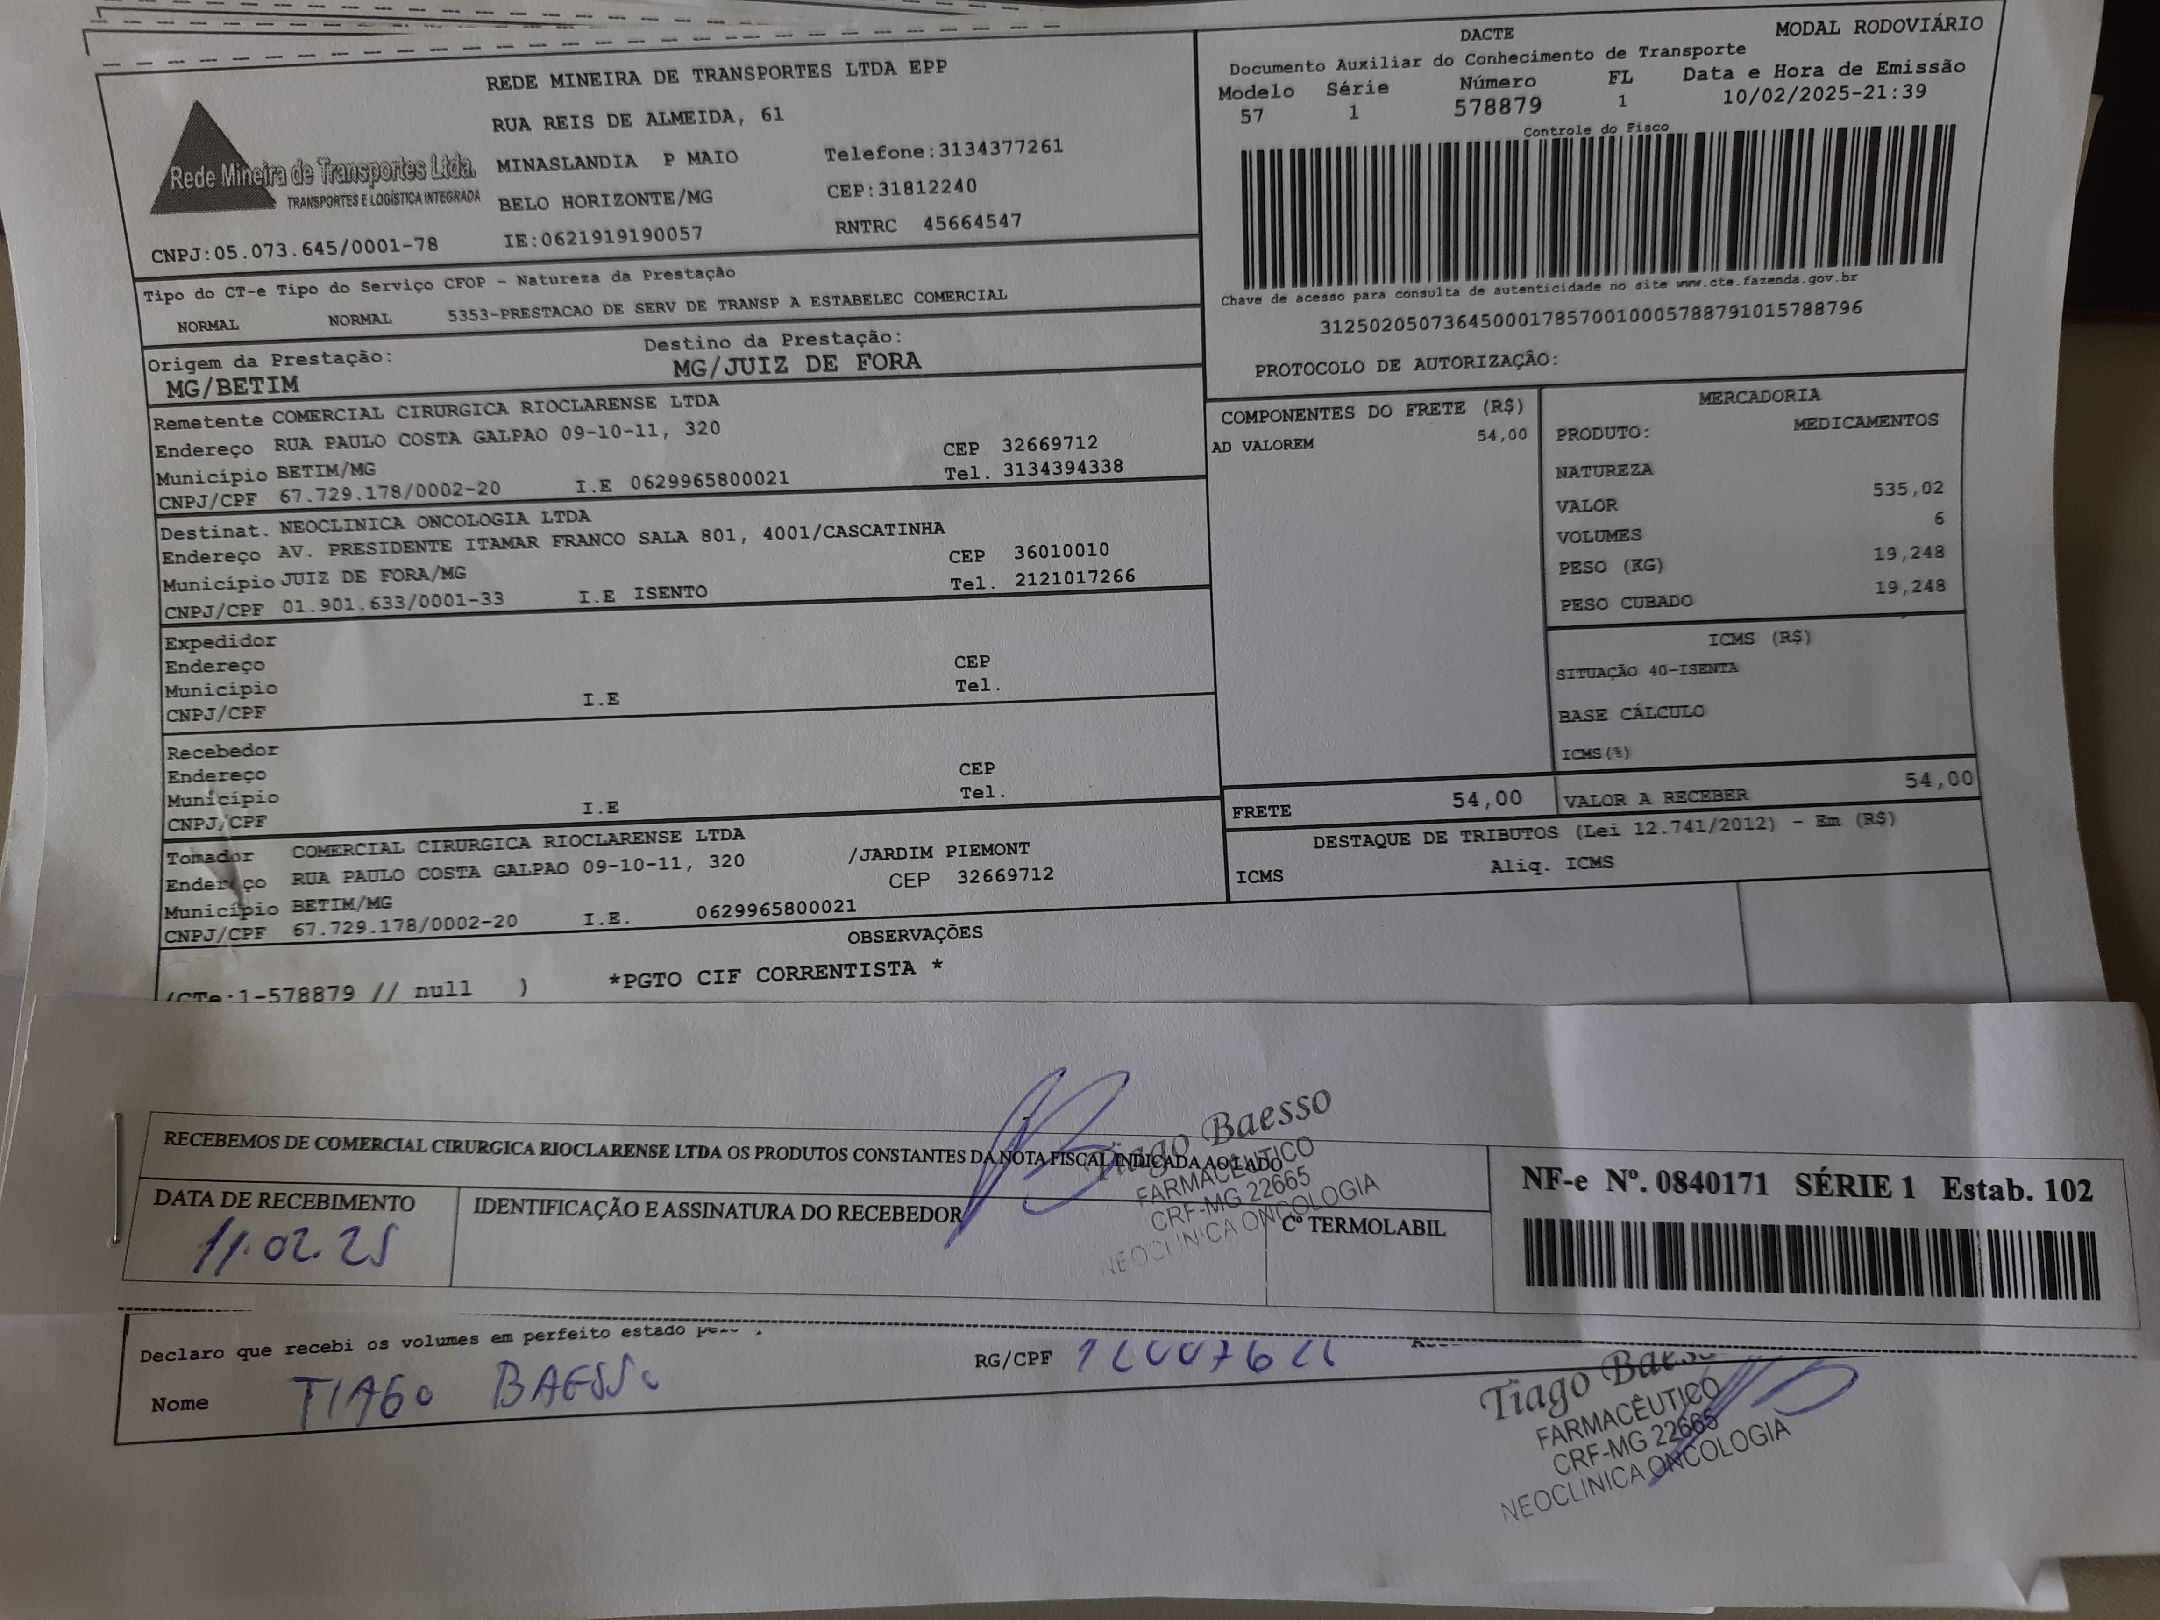 REDE MINEIRA DE TRANSPORTES LTDA EPP
RUA REIS DE ALMEIDA, 61
MINASLANDIA P MAIO Telefone:3134377261
BELO HORIZONTE/MG CEP:31812240
CNPJ:05.073.645/0001-78 IE:0621919190057 RNTRC 45664547
Rede Mineira de Transportes Ltda.
TRANSPORTES E LOGÍSTICA INTEGRADA
DACTE MODAL RODOVIÁRIO
Documento Auxiliar do Conhecimento de Transporte
Modelo Série Número FL Data e Hora de Emissão
57 1 578879 1 10/02/2025-21:39
Controle do Fisco
Chave de acesso para consulta de autenticidade no site www.cte.fazenda.gov.br
31250205073645000178570010005788791015788796
PROTOCOLO DE AUTORIZAÇÃO:
Tipo do CT-e Tipo do Serviço CFOP - Natureza da Prestação
NORMAL NORMAL 5353-PRESTACAO DE SERV DE TRANSP A ESTABELEC COMERCIAL
Origem da Prestação: Destino da Prestação:
MG/BETIM MG/JUIZ DE FORA
Remetente COMERCIAL CIRURGICA RIOCLARENSE LTDA
Endereço RUA PAULO COSTA GALPAO 09-10-11, 320
Município BETIM/MG CEP 32669712
CNPJ/CPF 67.729.178/0002-20 I.E 0629965800021 Tel. 3134394338
Destinat. NEOCLINICA ONCOLOGIA LTDA
Endereço AV. PRESIDENTE ITAMAR FRANCO SALA 801, 4001/CASCATINHA
Município JUIZ DE FORA/MG CEP 36010010
CNPJ/CPF 01.901.633/0001-33 I.E ISENTO Tel. 2121017266
Expedidor
Endereço CEP
Município Tel.
CNPJ/CPF I.E
Recebedor
Endereço CEP
Município Tel.
CNPJ/CPF I.E
Tomador COMERCIAL CIRURGICA RIOCLARENSE LTDA
Endereço RUA PAULO COSTA GALPAO 09-10-11, 320 /JARDIM PIEMONT
Município BETIM/MG CEP 32669712
CNPJ/CPF 67.729.178/0002-20 I.E. 0629965800021
COMPONENTES DO FRETE (R$)
AD VALOREM 54,00
MERCADORIA
PRODUTO: MEDICAMENTOS
NATUREZA
VALOR 535,02
VOLUMES 6
PESO (KG) 19,248
PESO CUBADO 19,248
ICMS (R$)
SITUAÇÃO 40-ISENTA
BASE CÁLCULO
ICMS(%)
FRETE 54,00 VALOR A RECEBER 54,00
DESTAQUE DE TRIBUTOS (Lei 12.741/2012) - Em (R$)
ICMS Aliq. ICMS
OBSERVAÇÕES
(CTe:1-578879 // null ) *PGTO CIF CORRENTISTA *
RECEBEMOS DE COMERCIAL CIRURGICA RIOCLARENSE LTDA OS PRODUTOS CONSTANTES DA NOTA FISCAL INDICADA AO LADO
DATA DE RECEBIMENTO IDENTIFICAÇÃO E ASSINATURA DO RECEBEDOR Cº TERMOLABIL
11.02.25
Tiago Baesso
FARMACÊUTICO
CRF-MG 22665
NEOCLINICA ONCOLOGIA
NF-e Nº. 0840171 SÉRIE 1 Estab. 102
Declaro que recebi os volumes em perfeito estado
Nome TIAGO BAESSO RG/CPF
Tiago Baesso
FARMACÊUTICO
CRF-MG 22665
NEOCLINICA ONCOLOGIA